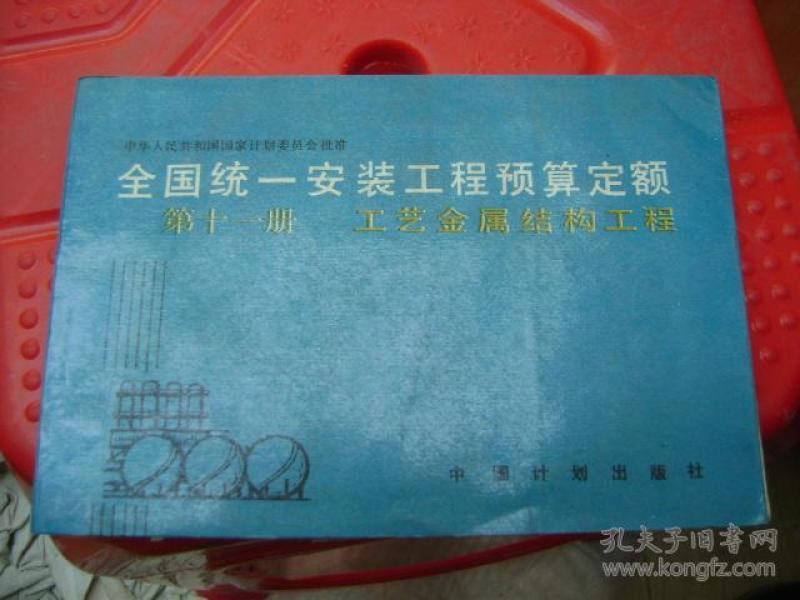 中华人民共和国国家计划委员会批准
全国统一安装工程预算定额
第十一册 工艺金属结构工程
中国计划出版社
孔夫子旧书网
www.kongfz.com